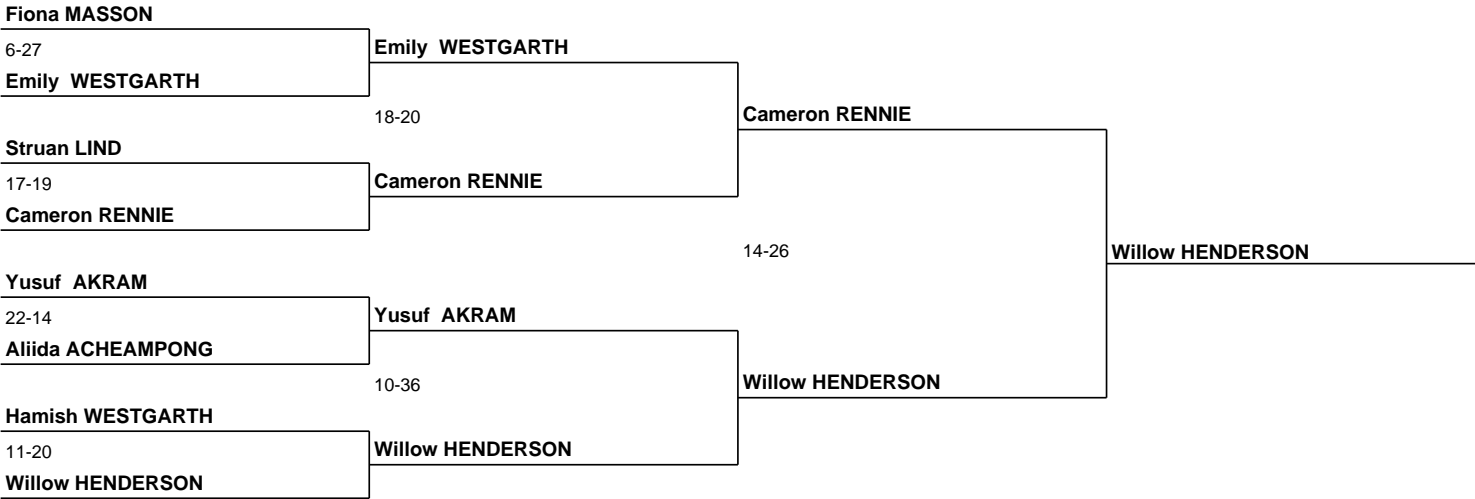 Fiona MASSON
6-27
Emily  WESTGARTH
Emily  WESTGARTH
18-20
Cameron RENNIE
Struan LIND
17-19
Cameron RENNIE
Cameron RENNIE
14-26
Willow HENDERSON
Yusuf  AKRAM
22-14
Yusuf  AKRAM
Aliida ACHEAMPONG
10-36
Willow HENDERSON
Hamish WESTGARTH
11-20
Willow HENDERSON
Willow HENDERSON